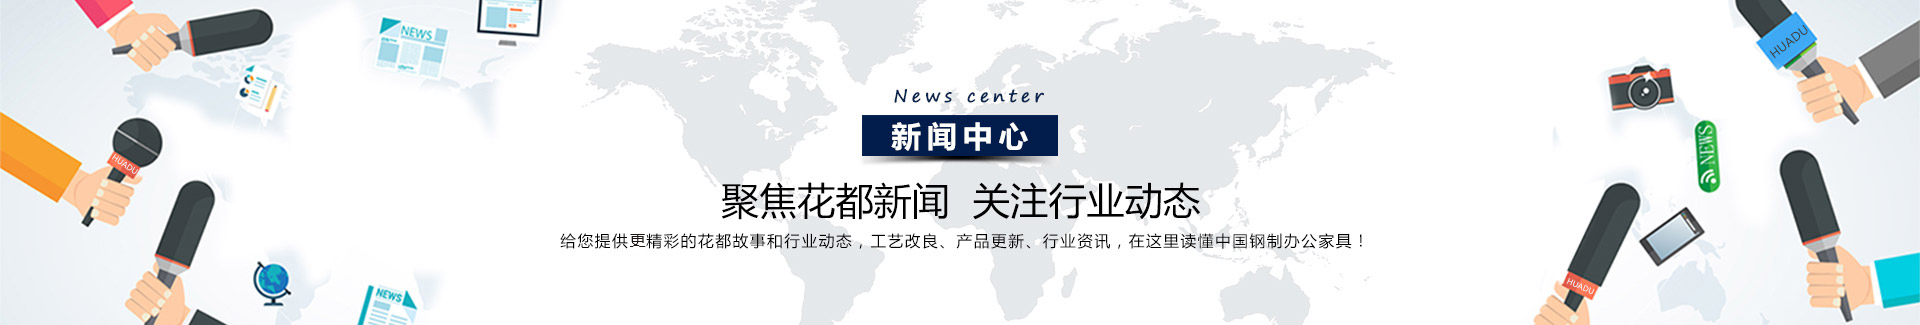 NEWS
HUADU
News center
新闻中心
聚焦花都新闻 关注行业动态
给您提供更精彩的花都故事和行业动态，工艺改良、产品更新、行业资讯，在这里读懂中国钢制办公家具！
HUADU
NEWS
NEWS
HUADU